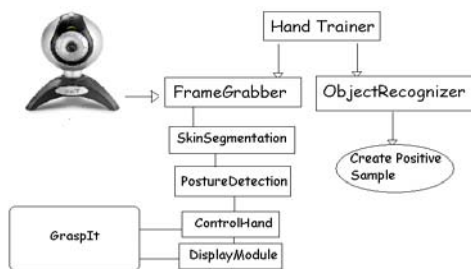 Hand Trainer
FrameGrabber
ObjectRecognizer
SkinSegmentation
Create Positive
Sample
PostureDetection
ControlHand
GraspIt
DisplayModule